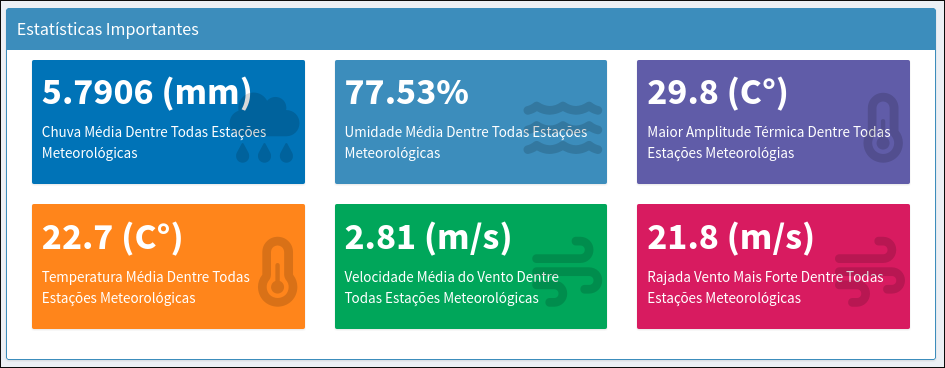 Estatísticas Importantes
5.7906 (mm)
Chuva Média Dentre Todas Estações
Meteorológicas
77.53%
Umidade Média Dentre Todas Estações
Meteorológicas
29.8 (C°)
Maior Amplitude Térmica Dentre Todas
Estações Meteorológias
22.7 (C°)
Temperatura Média Dentre Todas
Estações Meteorológicas
2.81 (m/s)
Velocidade Média do Vento Dentre
Todas Estações Meteorológicas
21.8 (m/s)
Rajada Vento Mais Forte Dentre Todas
Estações Meteorológicas